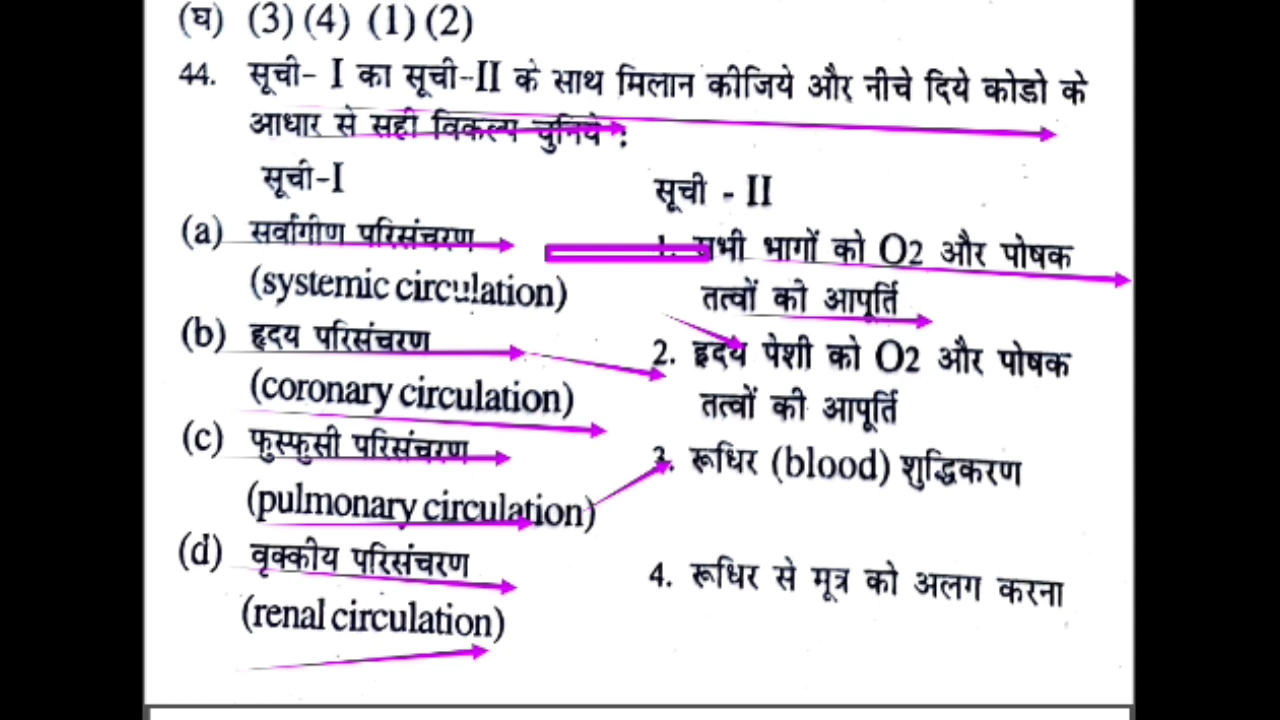 (घ) (3) (4) (1) (2)
44. सूची- I का सूची-II के साथ मिलान कीजिये और नीचे दिये कोडो के
आधार से सही विकल्प चुनिये :
सूची-I
सूची - II
(a) सर्वागीण परिसंचरण
(systemic circulation)
1. सभी भागों को O2 और पोषक
तत्वों को आपूर्ति
(b) हृदय परिसंचरण
(coronary circulation)
2. हृदय पेशी को O2 और पोषक
तत्वों की आपूर्ति
(c) फुस्फुसी परिसंचरण
(pulmonary circulation)
3. रूधिर (blood) शुद्धिकरण
(d) वृक्कीय परिसंचरण
(renal circulation)
4. रूधिर से मूत्र को अलग करना